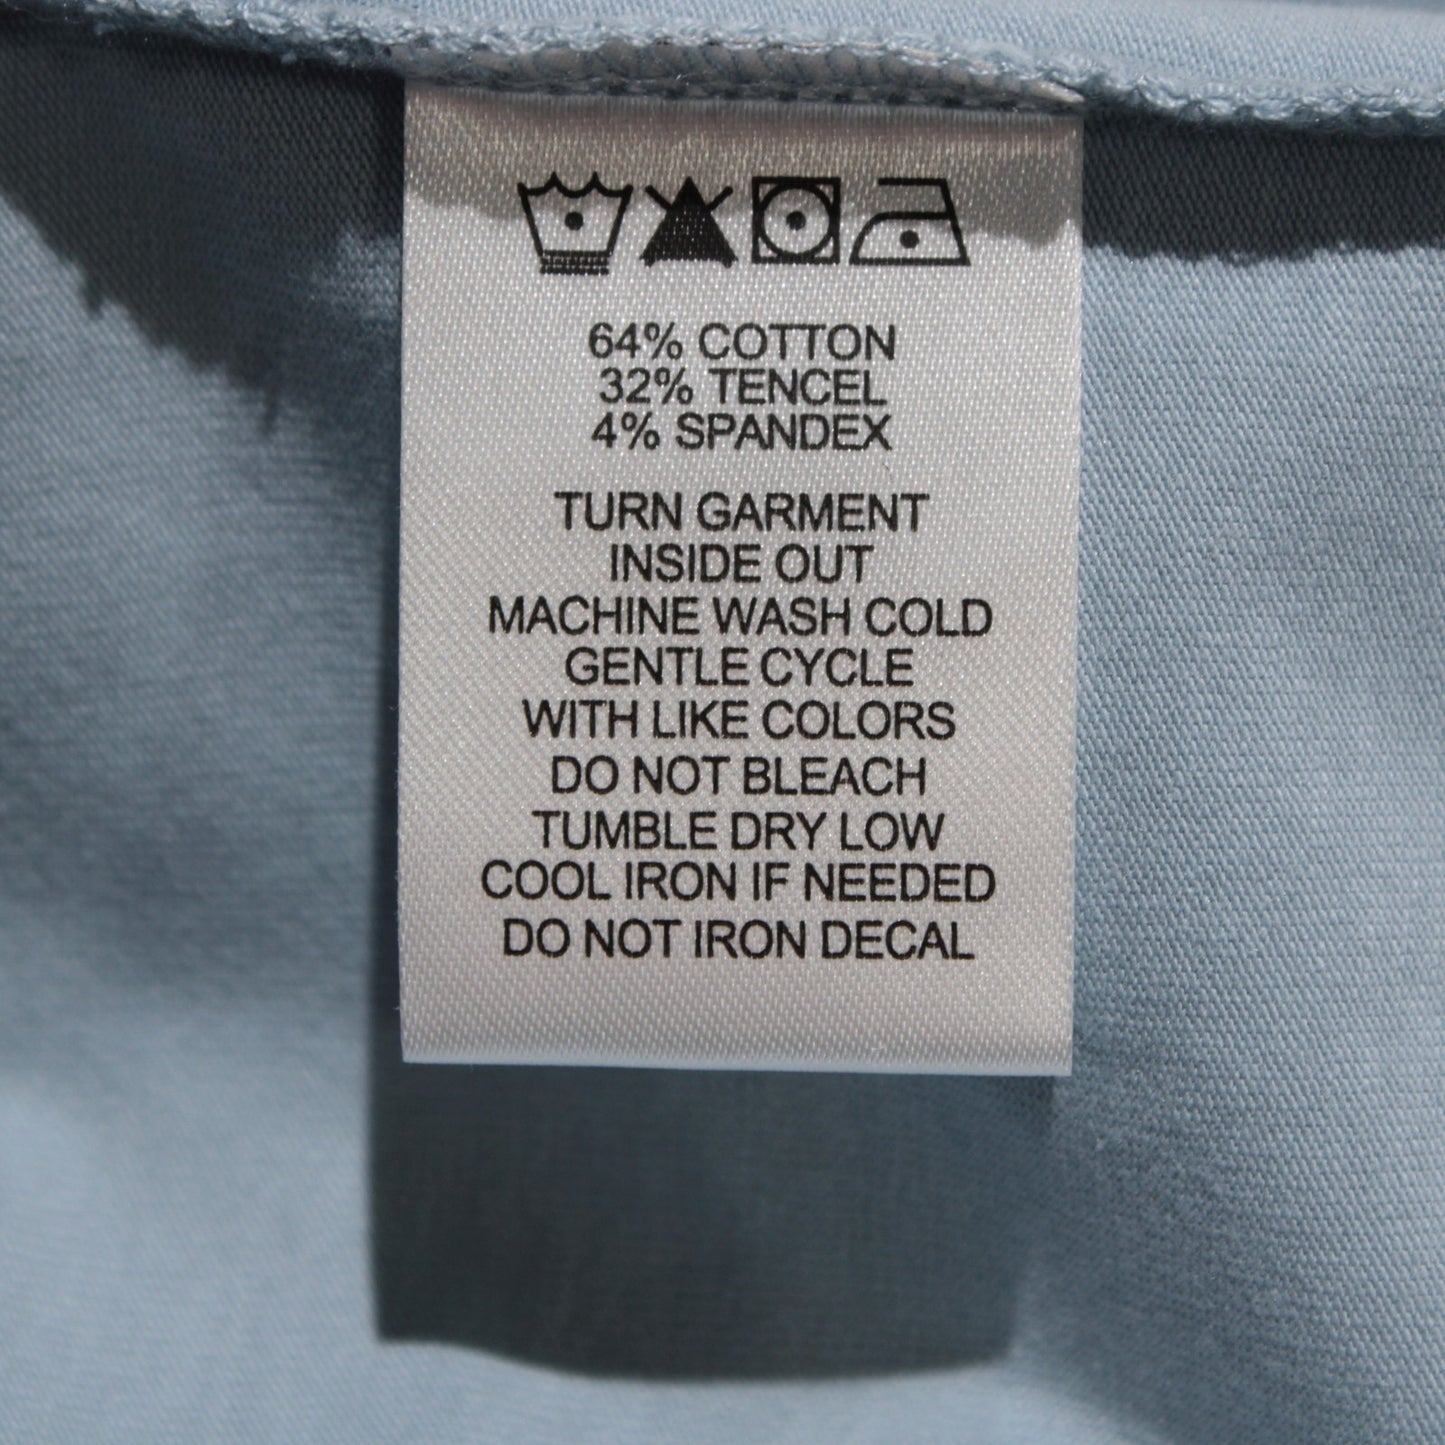 64% COTTON
32% TENCEL
4% SPANDEX
TURN GARMENT
INSIDE OUT
MACHINE WASH COLD
GENTLE CYCLE
WITH LIKE COLORS
DO NOT BLEACH
TUMBLE DRY LOW
COOL IRON IF NEEDED
DO NOT IRON DECAL